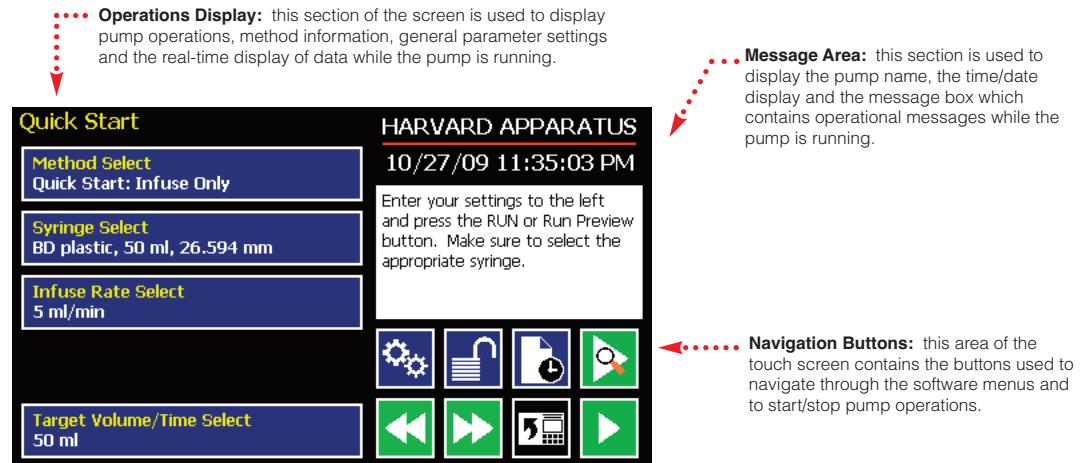 Operations Display: this section of the screen is used to display
pump operations, method information, general parameter settings
and the real-time display of data while the pump is running.
Message Area: this section is used to
display the pump name, the time/date
display and the message box which
contains operational messages while the
pump is running.
Quick Start
Method Select
Quick Start: Infuse Only
Syringe Select
BD plastic, 50 ml, 26.594 mm
Infuse Rate Select
5 ml/min
Target Volume/Time Select
50 ml
HARVARD APPARATUS
10/27/09 11:35:03 PM
Enter your settings to the left
and press the RUN or Run Preview
button. Make sure to select the
appropriate syringe.
Navigation Buttons: this area of the
touch screen contains the buttons used to
navigate through the software menus and
to start/stop pump operations.